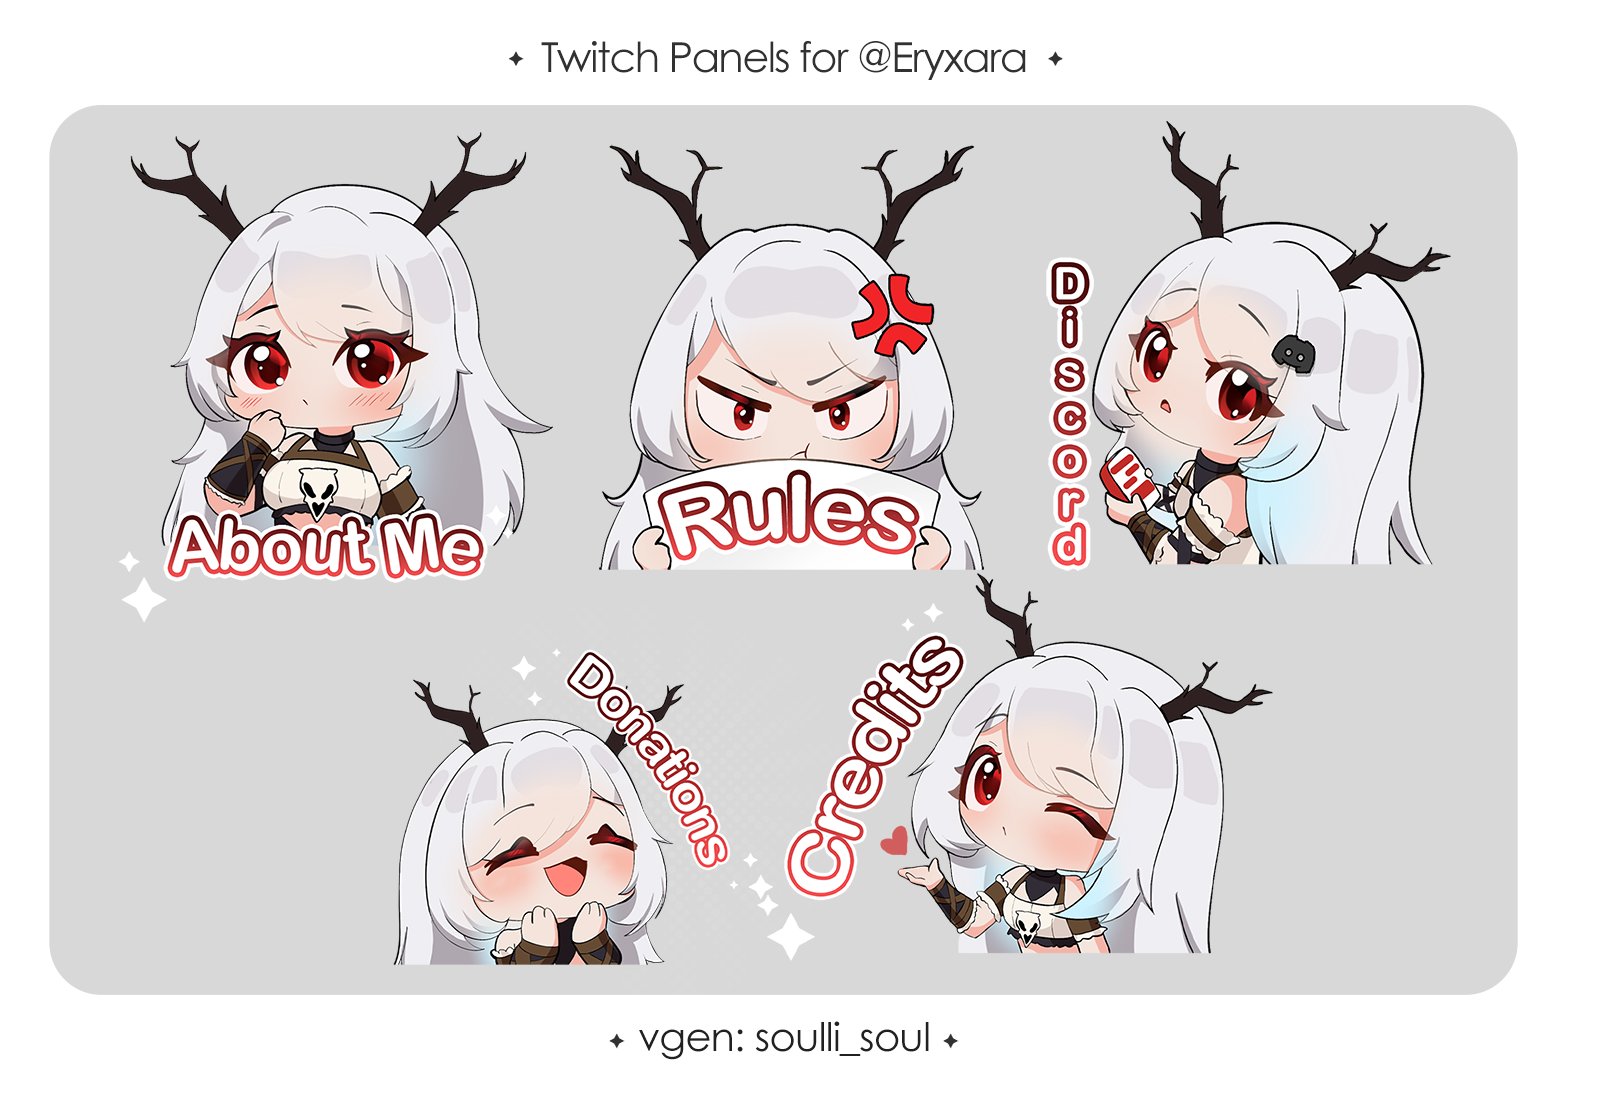 Twitch Panels for @Eryxara
About Me
Rules
Discord
Donations
Credits
vgen: soulli_soul